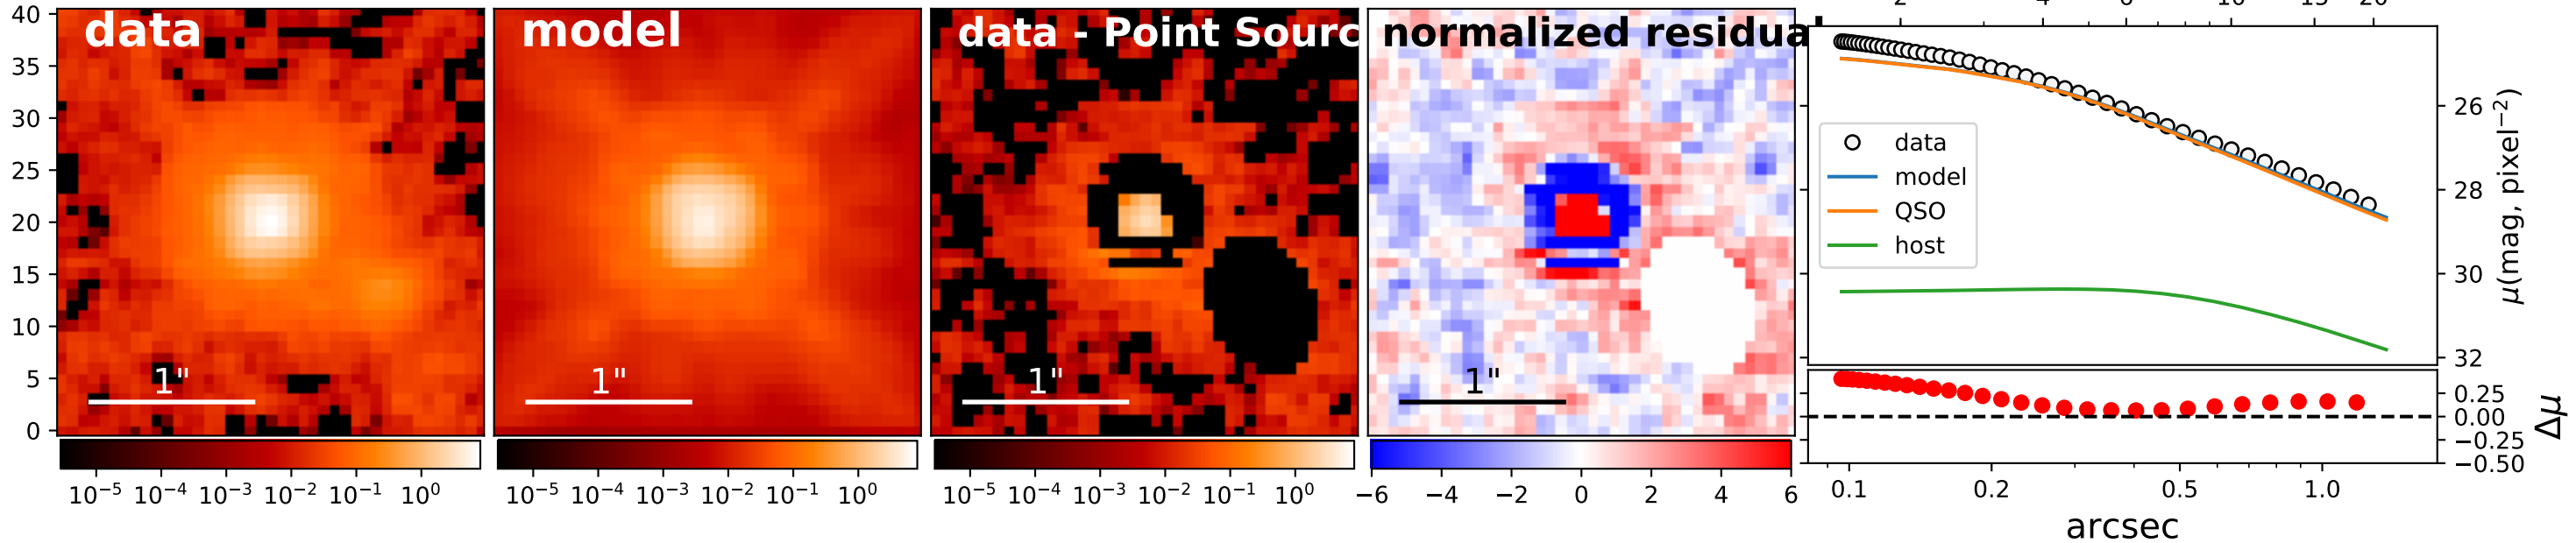 data
model
data - Point Sourc
normalized residual
40
35
30
25
20
15
10
5
0
1"
1"
1"
1"
10⁻⁵ 10⁻⁴ 10⁻³ 10⁻² 10⁻¹ 10⁰
10⁻⁵ 10⁻⁴ 10⁻³ 10⁻² 10⁻¹ 10⁰
10⁻⁵ 10⁻⁴ 10⁻³ 10⁻² 10⁻¹ 10⁰
−6 −4 −2 0 2 4 6
2 4 6 10 15 20
data
model
QSO
host
26
28
30
32
μ(mag, pixel⁻²)
0.25
0.00
−0.25
−0.50
Δμ
0.1 0.2 0.5 1.0
arcsec